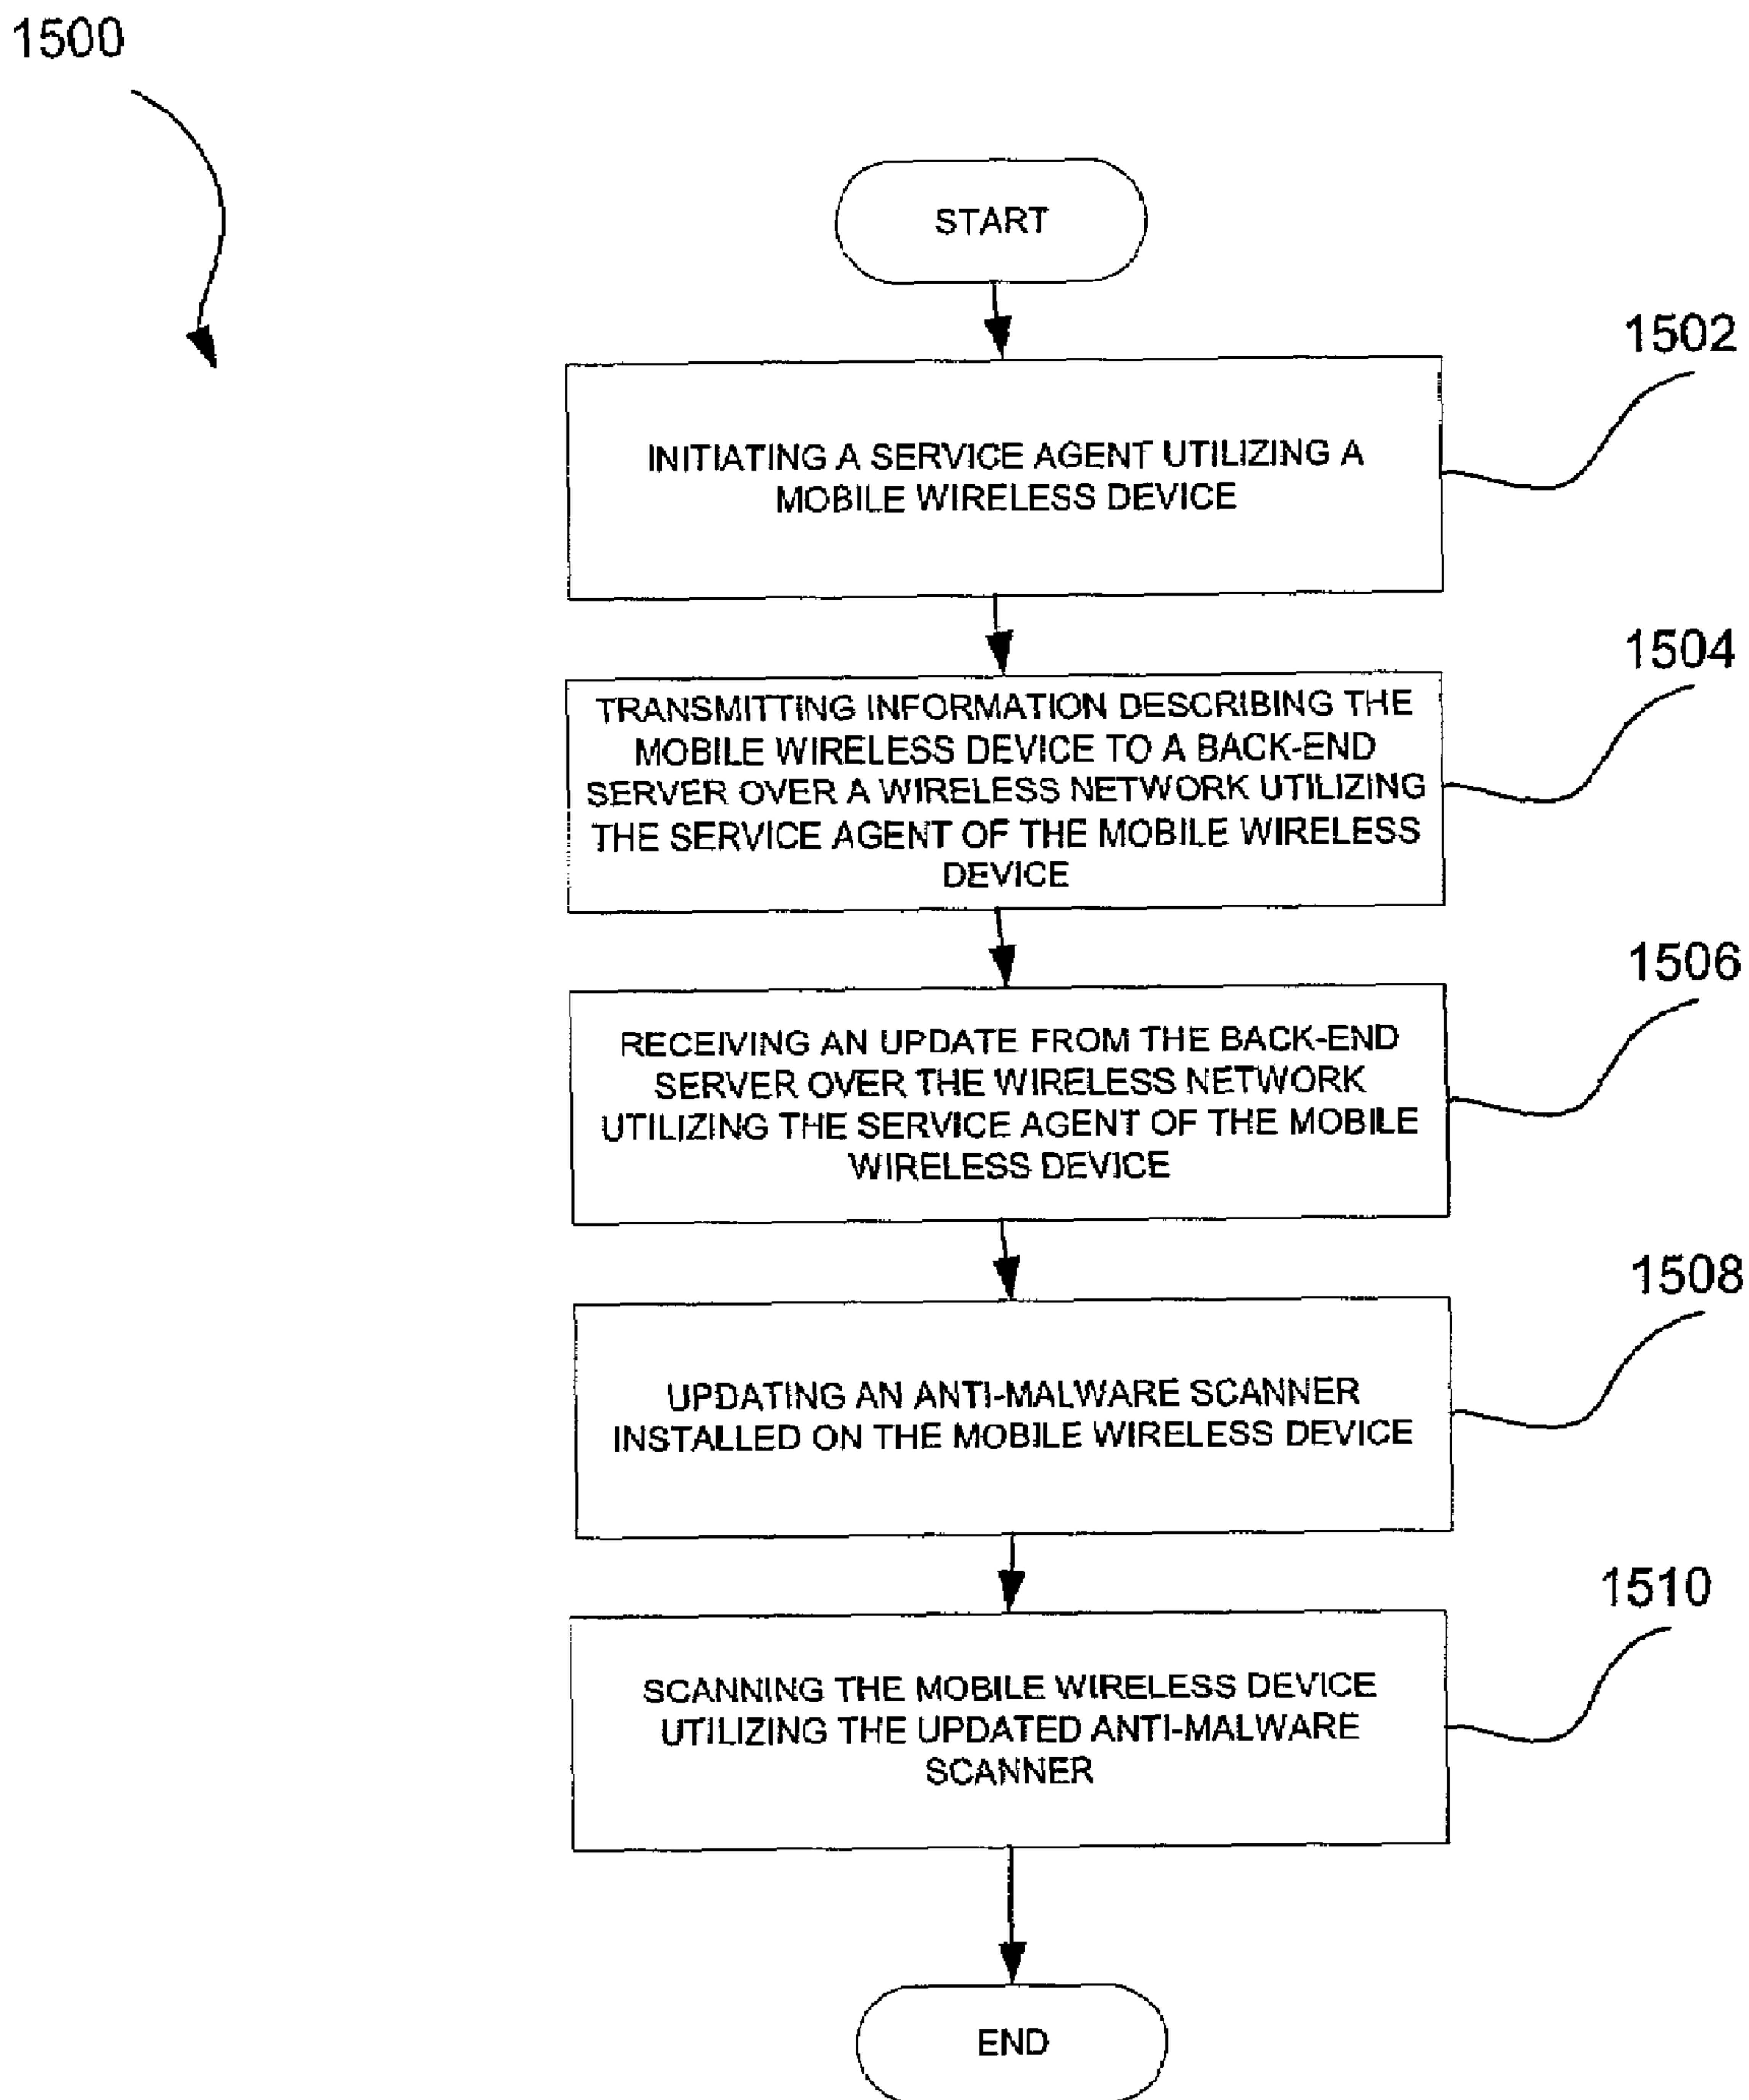 1500
START
1502
INITIATING A SERVICE AGENT UTILIZING A
MOBILE WIRELESS DEVICE
1504
TRANSMITTING INFORMATION DESCRIBING THE
MOBILE WIRELESS DEVICE TO A BACK-END
SERVER OVER A WIRELESS NETWORK UTILIZING
THE SERVICE AGENT OF THE MOBILE WIRELESS
DEVICE
1506
RECEIVING AN UPDATE FROM THE BACK-END
SERVER OVER THE WIRELESS NETWORK
UTILIZING THE SERVICE AGENT OF THE MOBILE
WIRELESS DEVICE
1508
UPDATING AN ANTI-MALWARE SCANNER
INSTALLED ON THE MOBILE WIRELESS DEVICE
1510
SCANNING THE MOBILE WIRELESS DEVICE
UTILIZING THE UPDATED ANTI-MALWARE
SCANNER
END